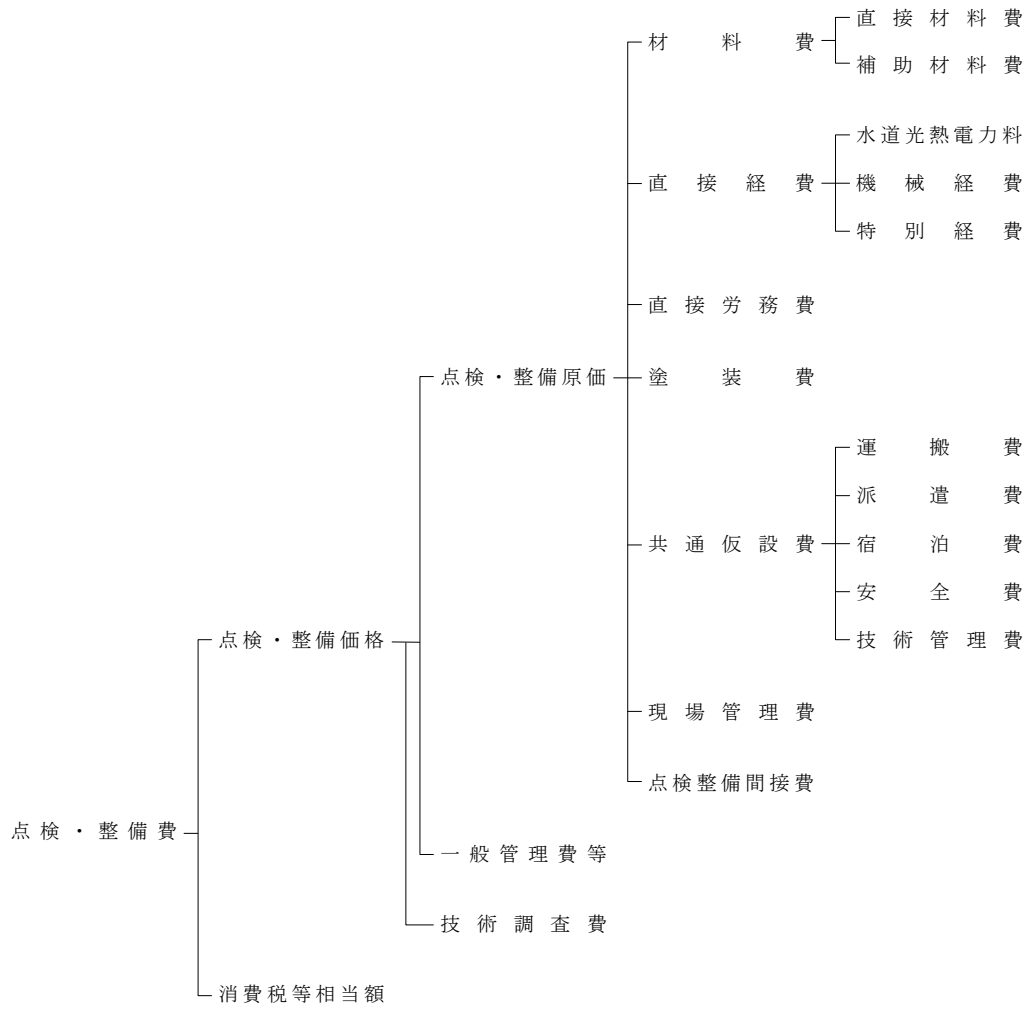 直接材料費
材料費
補助材料費
水道光熱電力料
直接経費
機械経費
特別経費
直接労務費
点検・整備原価
塗装費
運搬費
派遣費
共通仮設費
宿泊費
安全費
点検・整備価格
技術管理費
現場管理費
点検整備間接費
点検・整備費
一般管理費等
技術調査費
消費税等相当額